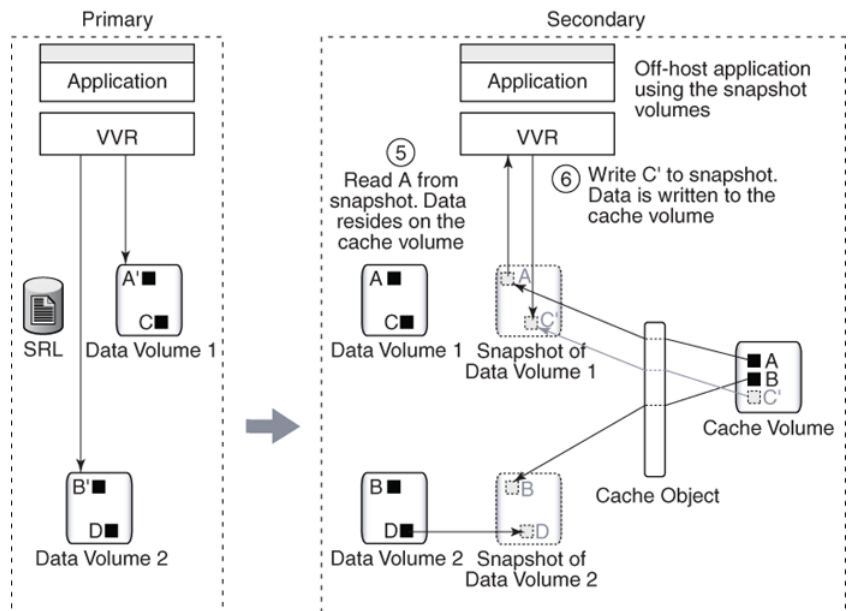 Primary
Secondary
Application
VVR
SRL
A'
C
Data Volume 1
B'
D
Data Volume 2
Application
VVR
Off-host application
using the snapshot
volumes
5
Read A from
snapshot. Data
resides on the
cache volume
6
Write C' to snapshot.
Data is written to the
cache volume
A
C
Data Volume 1
A
C'
Snapshot of
Data Volume 1
A
B
C'
Cache Volume
Cache Object
B
D
Data Volume 2
B
D
Snapshot of
Data Volume 2